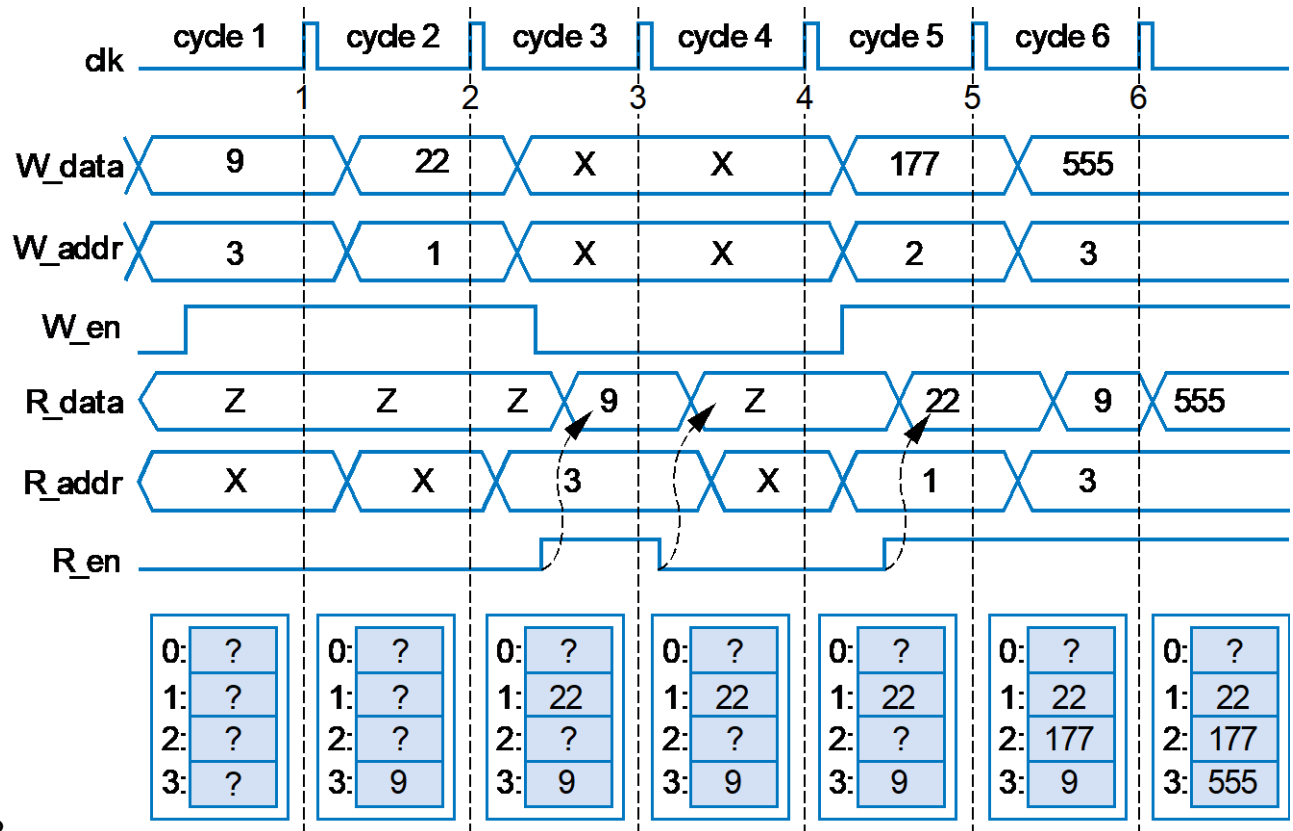 cycle 1 cycle 2 cycle 3 cycle 4 cycle 5 cycle 6
clk
1 2 3 4 5 6
W_data 9 22 X X 177 555
W_addr 3 1 X X 2 3
W_en
R_data Z Z Z 9 Z 22 9 555
R_addr X X 3 X 1 3
R_en
0: ? 0: ? 0: ? 0: ? 0: ? 0: ? 0: ?
1: ? 1: ? 1: 22 1: 22 1: 22 1: 22 1: 22
2: ? 2: ? 2: ? 2: ? 2: ? 2: 177 2: 177
3: ? 3: 9 3: 9 3: 9 3: 9 3: 9 3: 555